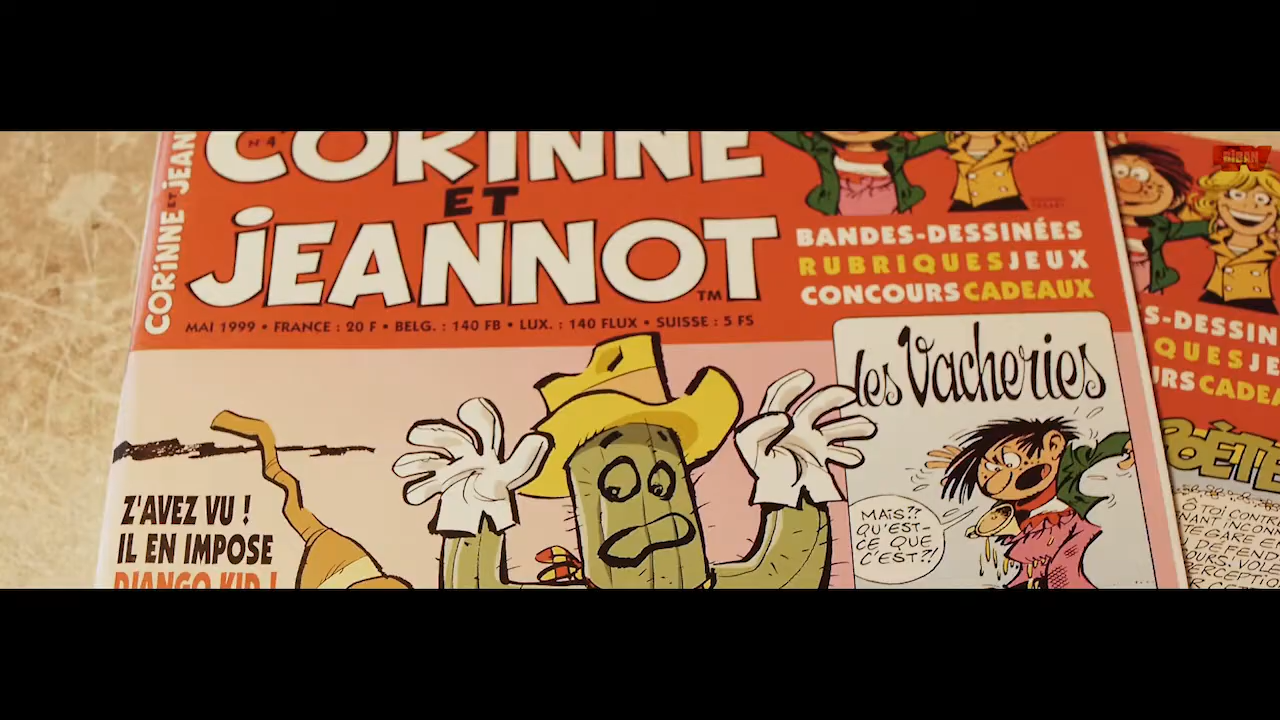 CORINNE ET JEANNOT
N°4
CORINNE
ET
JEANNOT
TM
BANDES-DESSINÉES
RUBRIQUES JEUX
CONCOURS CADEAUX
MAI 1999 • FRANCE : 20 F • BELG. : 140 FB • LUX. : 140 FLUX • SUISSE : 5 FS
les Vacheries
Z'AVEZ VU !
IL EN IMPOSE
DJANGO KID !
MAIS??
QU'EST-
CE QUE
C'EST?!
S-DESSIN
QUES JE
URS CADEA
Ô TOI CONTR